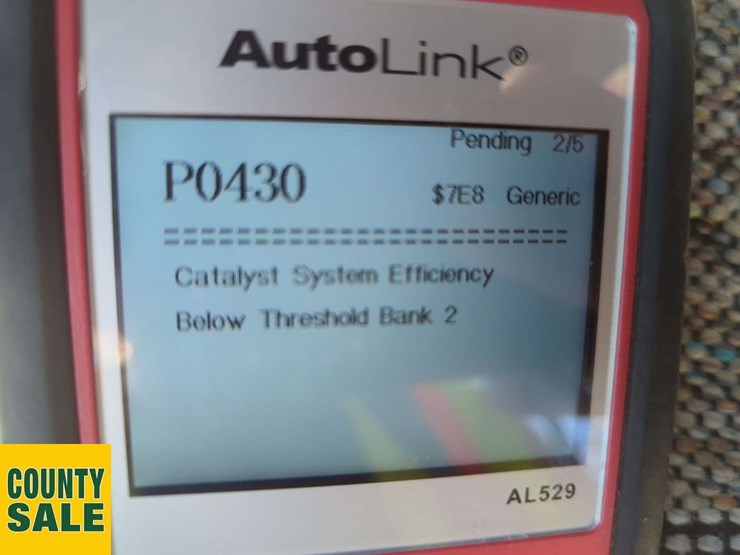 AutoLink®
Pending 2/5
P0430
$7E8 Generic
=======================
Catalyst System Efficiency
Below Threshold Bank 2
AL529
COUNTY
SALE